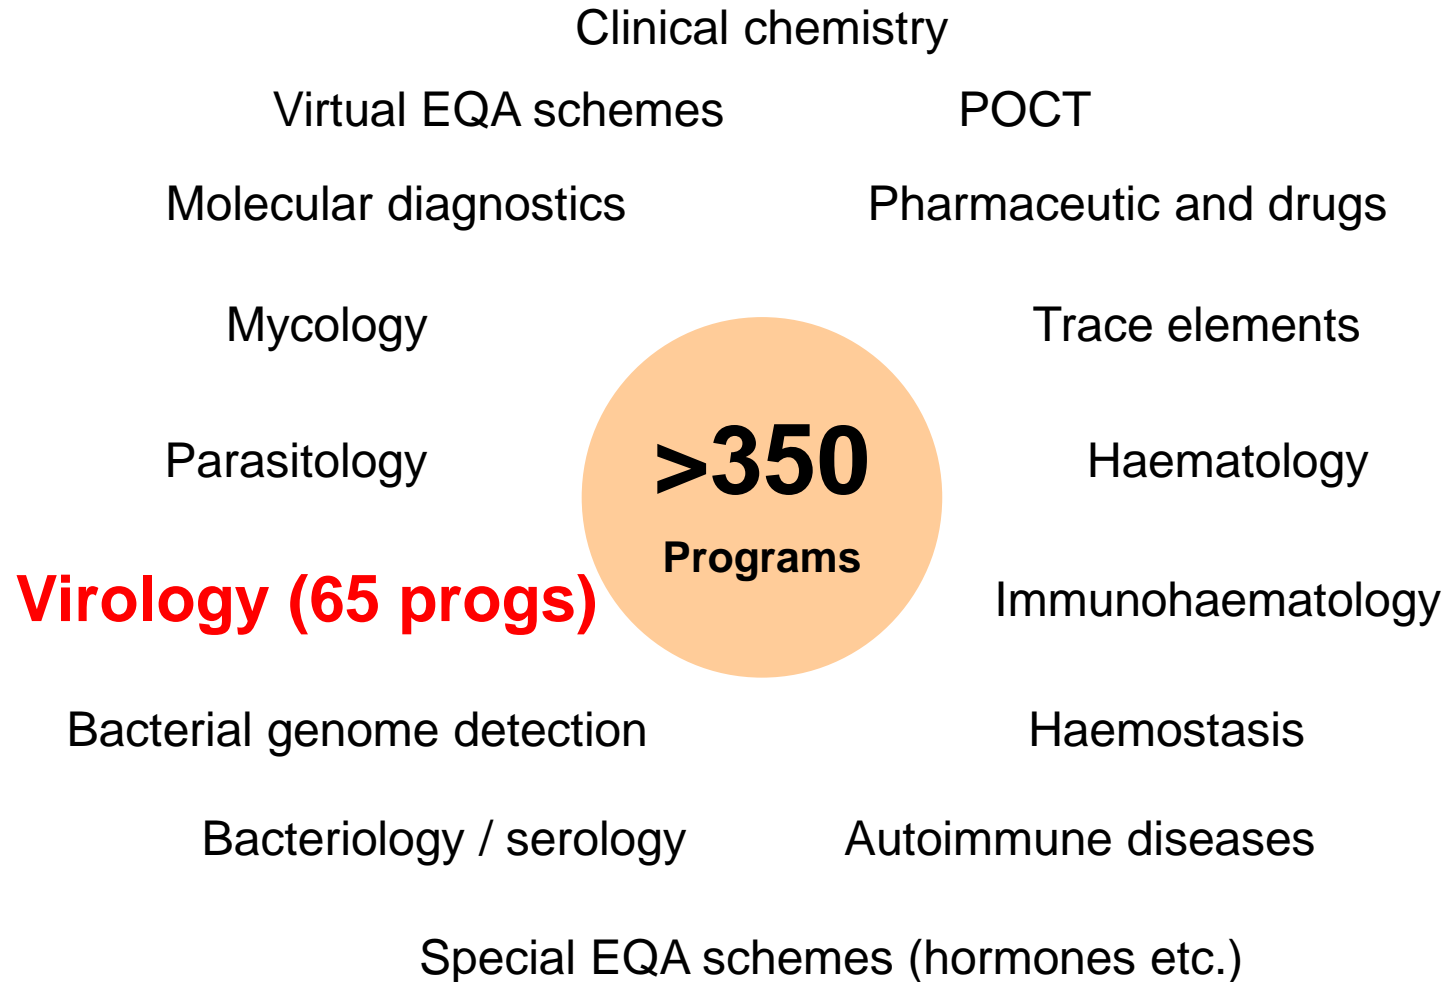 Clinical chemistry
Virtual EQA schemes
POCT
Molecular diagnostics
Pharmaceutic and drugs
Mycology
Trace elements
>350
Parasitology
Haematology
Programs
Virology (65 progs)
Immunohaematology
Bacterial genome detection
Haemostasis
Bacteriology / serology
Autoimmune diseases
Special EQA schemes (hormones etc.)